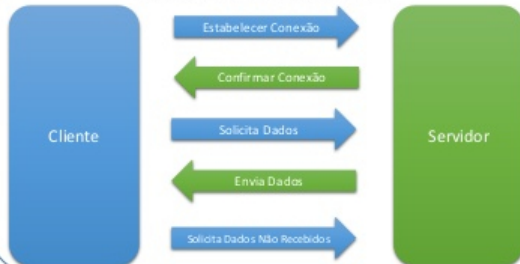 Estabelecer Conexão
Confirmar Conexão
Cliente
Solicita Dados
Servidor
Envia Dados
Solicita Dados Não Recebidos